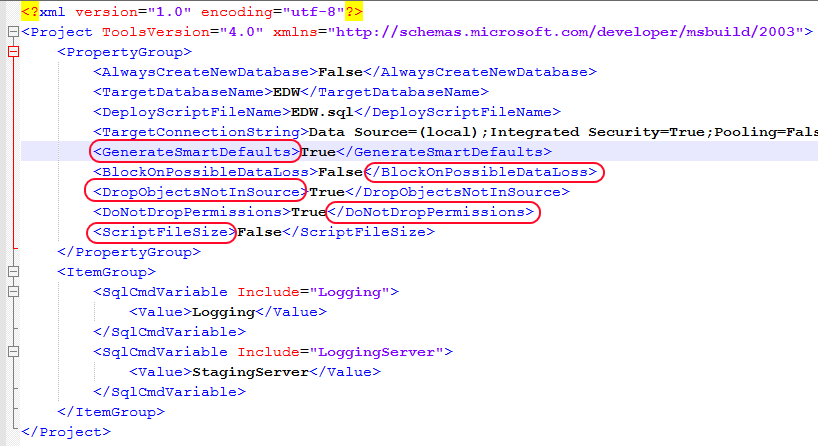 <?xml version="1.0" encoding="utf-8"?>
<Project ToolsVersion="4.0" xmlns="http://schemas.microsoft.com/developer/msbuild/2003">
<PropertyGroup>
<AlwaysCreateNewDatabase>False</AlwaysCreateNewDatabase>
<TargetDatabaseName>EDW</TargetDatabaseName>
<DeployScriptFileName>EDW.sql</DeployScriptFileName>
<TargetConnectionString>Data Source=(local);Integrated Security=True;Pooling=Fals
<GenerateSmartDefaults>True</GenerateSmartDefaults>
<BlockOnPossibleDataLoss>False</BlockOnPossibleDataLoss>
<DropObjectsNotInSource>True</DropObjectsNotInSource>
<DoNotDropPermissions>True</DoNotDropPermissions>
<ScriptFileSize>False</ScriptFileSize>
</PropertyGroup>
<ItemGroup>
<SqlCmdVariable Include="Logging">
<Value>Logging</Value>
</SqlCmdVariable>
<SqlCmdVariable Include="LoggingServer">
<Value>StagingServer</Value>
</SqlCmdVariable>
</ItemGroup>
</Project>